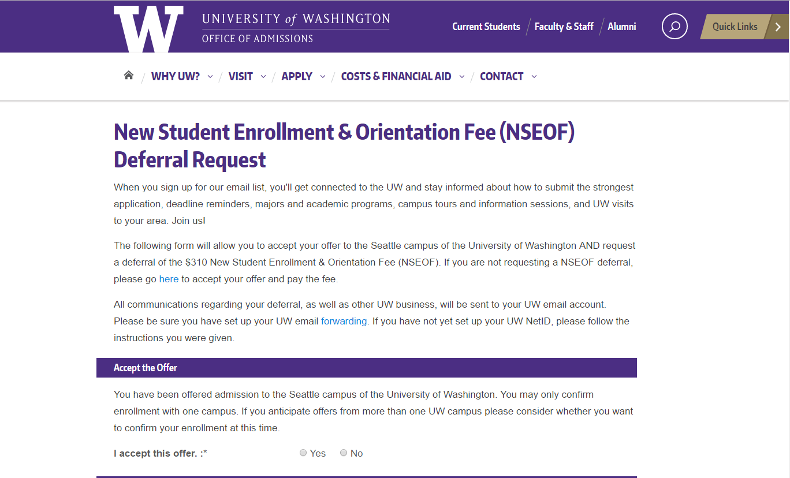 W
UNIVERSITY of WASHINGTON
OFFICE OF ADMISSIONS
Current Students / Faculty & Staff / Alumni
Quick Links
WHY UW? / VISIT / APPLY / COSTS & FINANCIAL AID / CONTACT
New Student Enrollment & Orientation Fee (NSEOF)
Deferral Request
When you sign up for our email list, you'll get connected to the UW and stay informed about how to submit the strongest
application, deadline reminders, majors and academic programs, campus tours and information sessions, and UW visits
to your area. Join us!
The following form will allow you to accept your offer to the Seattle campus of the University of Washington AND request
a deferral of the $310 New Student Enrollment & Orientation Fee (NSEOF). If you are not requesting a NSEOF deferral,
please go here to accept your offer and pay the fee.
All communications regarding your deferral, as well as other UW business, will be sent to your UW email account.
Please be sure you have set up your UW email forwarding. If you have not yet set up your UW NetID, please follow the
instructions you were given.
Accept the Offer
You have been offered admission to the Seattle campus of the University of Washington. You may only confirm
enrollment with one campus. If you anticipate offers from more than one UW campus please consider whether you want
to confirm your enrollment at this time.
I accept this offer. :* Yes No